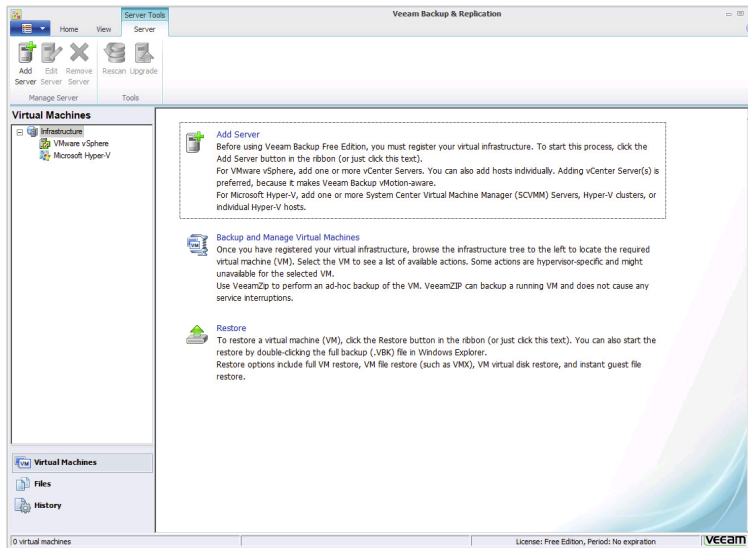 Server Tools
Veeam Backup & Replication
Home View Server
Add Server
Edit Server
Remove Server
Rescan
Upgrade
Manage Server
Tools
Virtual Machines
Infrastructure
VMware vSphere
Microsoft Hyper-V
Add Server
Before using Veeam Backup Free Edition, you must register your virtual infrastructure. To start this process, click the
Add Server button in the ribbon (or just click this text).
For VMware vSphere, add one or more vCenter Servers. You can also add hosts individually. Adding vCenter Server(s) is
preferred, because it makes Veeam Backup vMotion-aware.
For Microsoft Hyper-V, add one or more System Center Virtual Machine Manager (SCVMM) Servers, Hyper-V clusters, or
individual Hyper-V hosts.
Backup and Manage Virtual Machines
Once you have registered your virtual infrastructure, browse the infrastructure tree to the left to locate the required
virtual machine (VM). Select the VM to see a list of available actions. Some actions are hypervisor-specific and might
unavailable for the selected VM.
Use VeeamZip to perform an ad-hoc backup of the VM. VeeamZIP can backup a running VM and does not cause any
service interruptions.
Restore
To restore a virtual machine (VM), click the Restore button in the ribbon (or just click this text). You can also start the
restore by double-clicking the full backup (.VBK) file in Windows Explorer.
Restore options include full VM restore, VM file restore (such as VMX), VM virtual disk restore, and instant guest file
restore.
Virtual Machines
Files
History
0 virtual machines
License: Free Edition, Period: No expiration
veeam